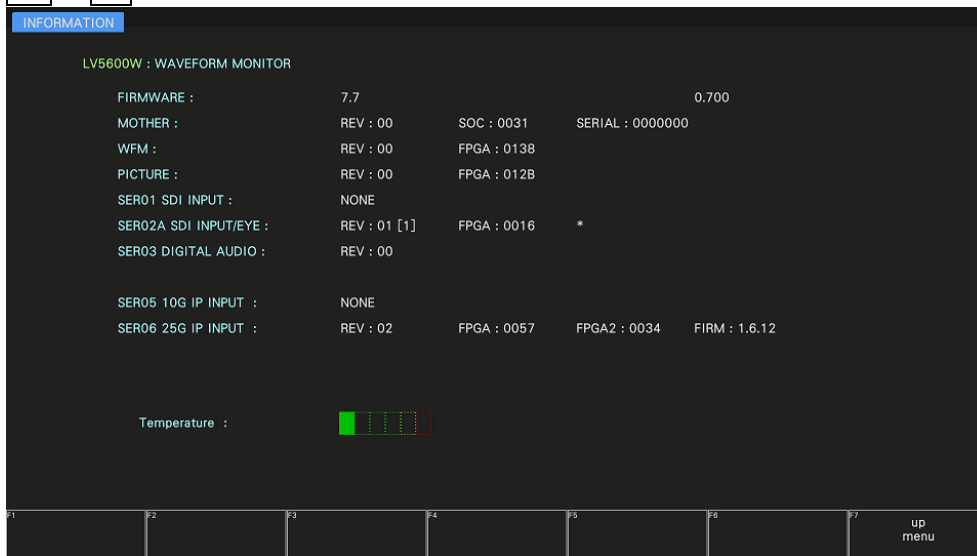 INFORMATION
LV5600W : WAVEFORM MONITOR
FIRMWARE : 7.7 0.700
MOTHER : REV : 00 SOC : 0031 SERIAL : 0000000
WFM : REV : 00 FPGA : 0138
PICTURE : REV : 00 FPGA : 012B
SER01 SDI INPUT : NONE
SER02A SDI INPUT/EYE : REV : 01 [1] FPGA : 0016 *
SER03 DIGITAL AUDIO : REV : 00
SER05 10G IP INPUT : NONE
SER06 25G IP INPUT : REV : 02 FPGA : 0057 FPGA2 : 0034 FIRM : 1.6.12
Temperature :
F1 F2 F3 F4 F5 F6 F7
up
menu